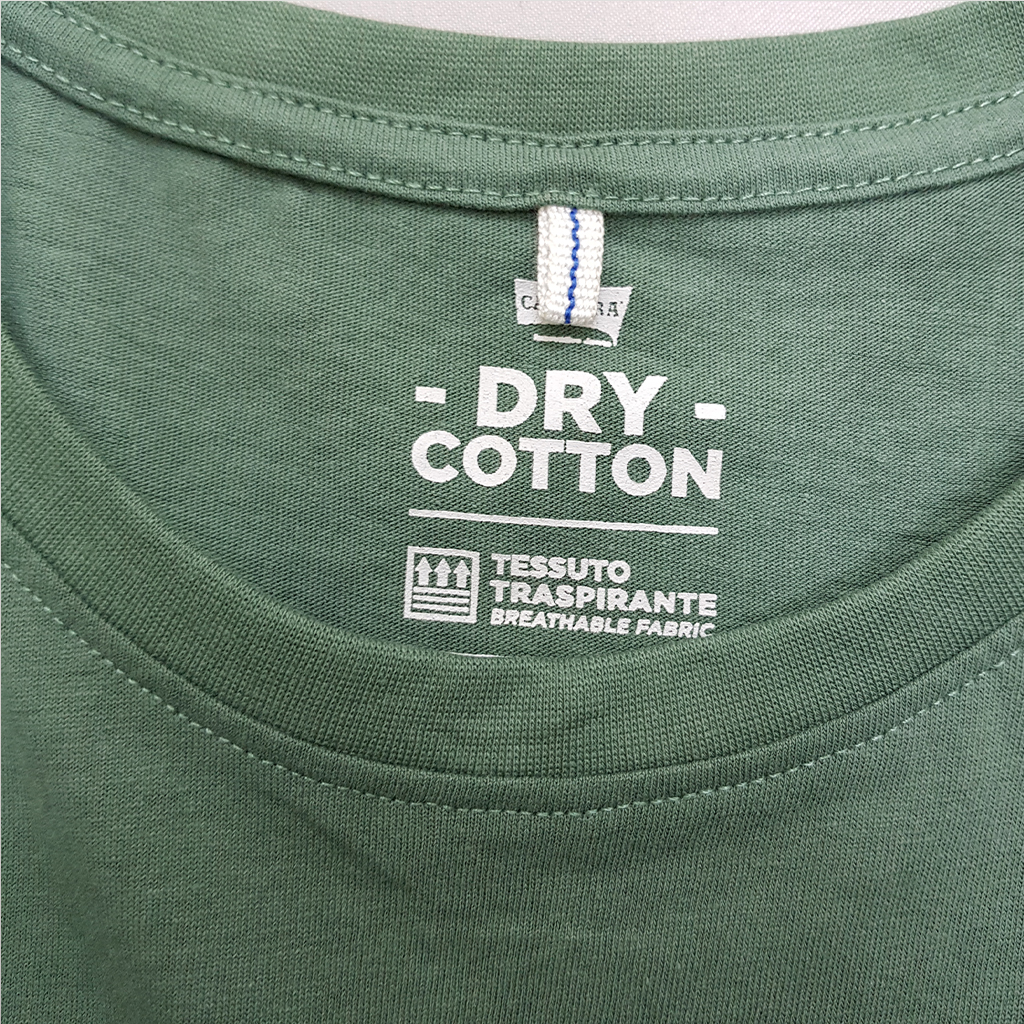 - DRY -
COTTON
TESSUTO
TRASPIRANTE
BREATHABLE FABRIC